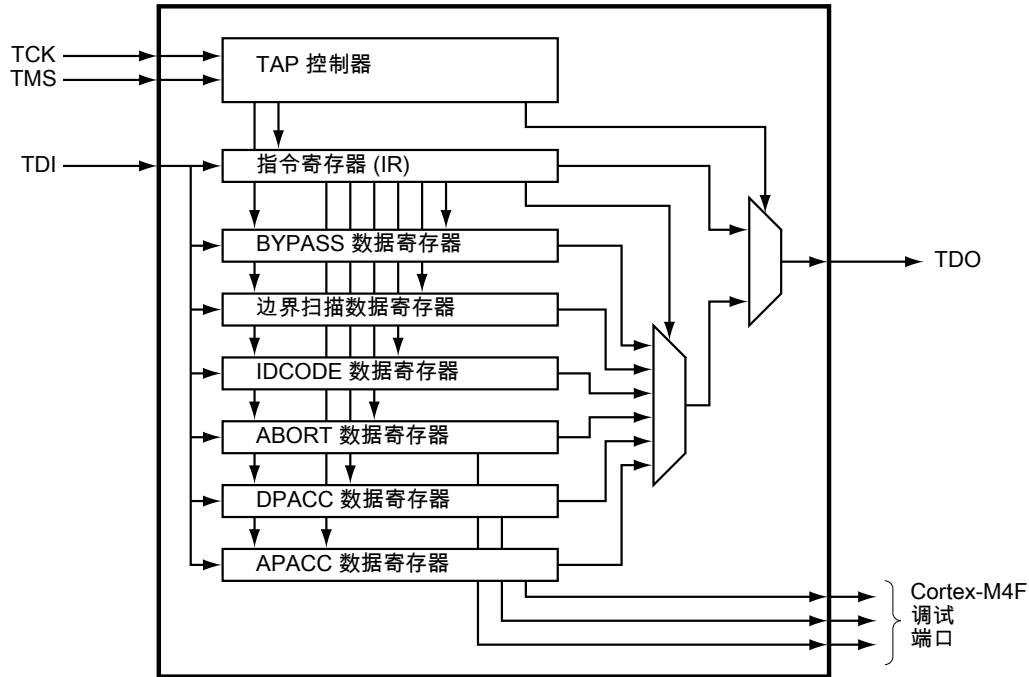 TCK
TMS
TAP 控制器
TDI
指令寄存器 (IR)
BYPASS 数据寄存器
TDO
边界扫描数据寄存器
IDCODE 数据寄存器
ABORT 数据寄存器
DPACC 数据寄存器
APACC 数据寄存器
Cortex-M4F
调试
端口